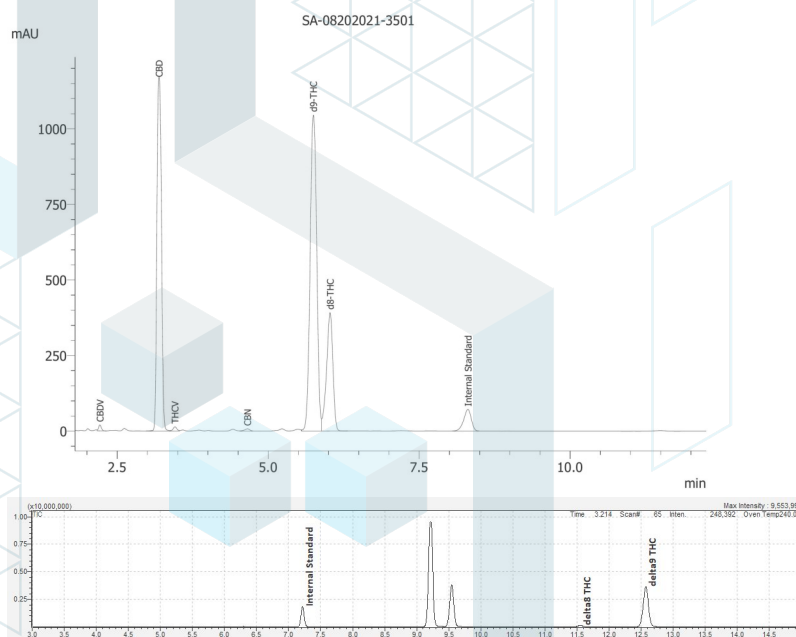 SA-08202021-3501
mAU
CBD
d9-THC
1000
750
500
d8-THC
250
Internal Standard
CBDV
THCV
CBN
0
2.5 5.0 7.5 10.0
min
(x10,000,000) Max Intensity : 9,553,99
1.00 TIC Time 3.214 Scan# 65 Inten. 248,392 Oven Temp 240.0
0.75
0.50
0.25
Internal Standard
delta8 THC
delta9 THC
3.0 3.5 4.0 4.5 5.0 5.5 6.0 6.5 7.0 7.5 8.0 8.5 9.0 9.5 10.0 10.5 11.0 11.5 12.0 12.5 13.0 13.5 14.0 14.5